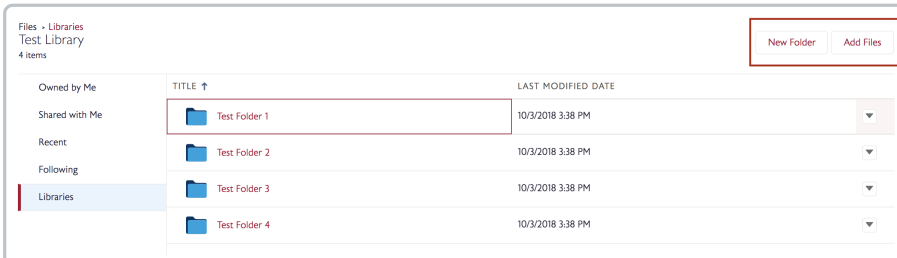 Files > Libraries
Test Library
4 items
New Folder
Add Files
Owned by Me
Shared with Me
Recent
Following
Libraries
TITLE ↑
LAST MODIFIED DATE
Test Folder 1
10/3/2018 3:38 PM
Test Folder 2
10/3/2018 3:38 PM
Test Folder 3
10/3/2018 3:38 PM
Test Folder 4
10/3/2018 3:38 PM